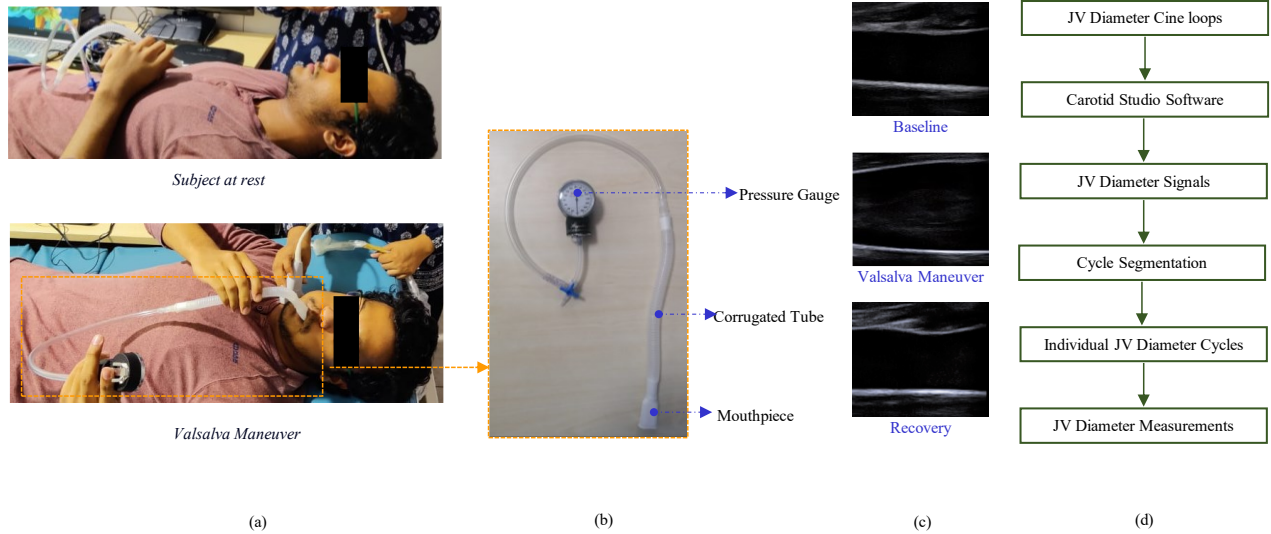 Subject at rest
Valsalva Maneuver
(a)
Pressure Gauge
Corrugated Tube
Mouthpiece
(b)
Baseline
Valsalva Maneuver
Recovery
(c)
JV Diameter Cine loops
Carotid Studio Software
JV Diameter Signals
Cycle Segmentation
Individual JV Diameter Cycles
JV Diameter Measurements
(d)